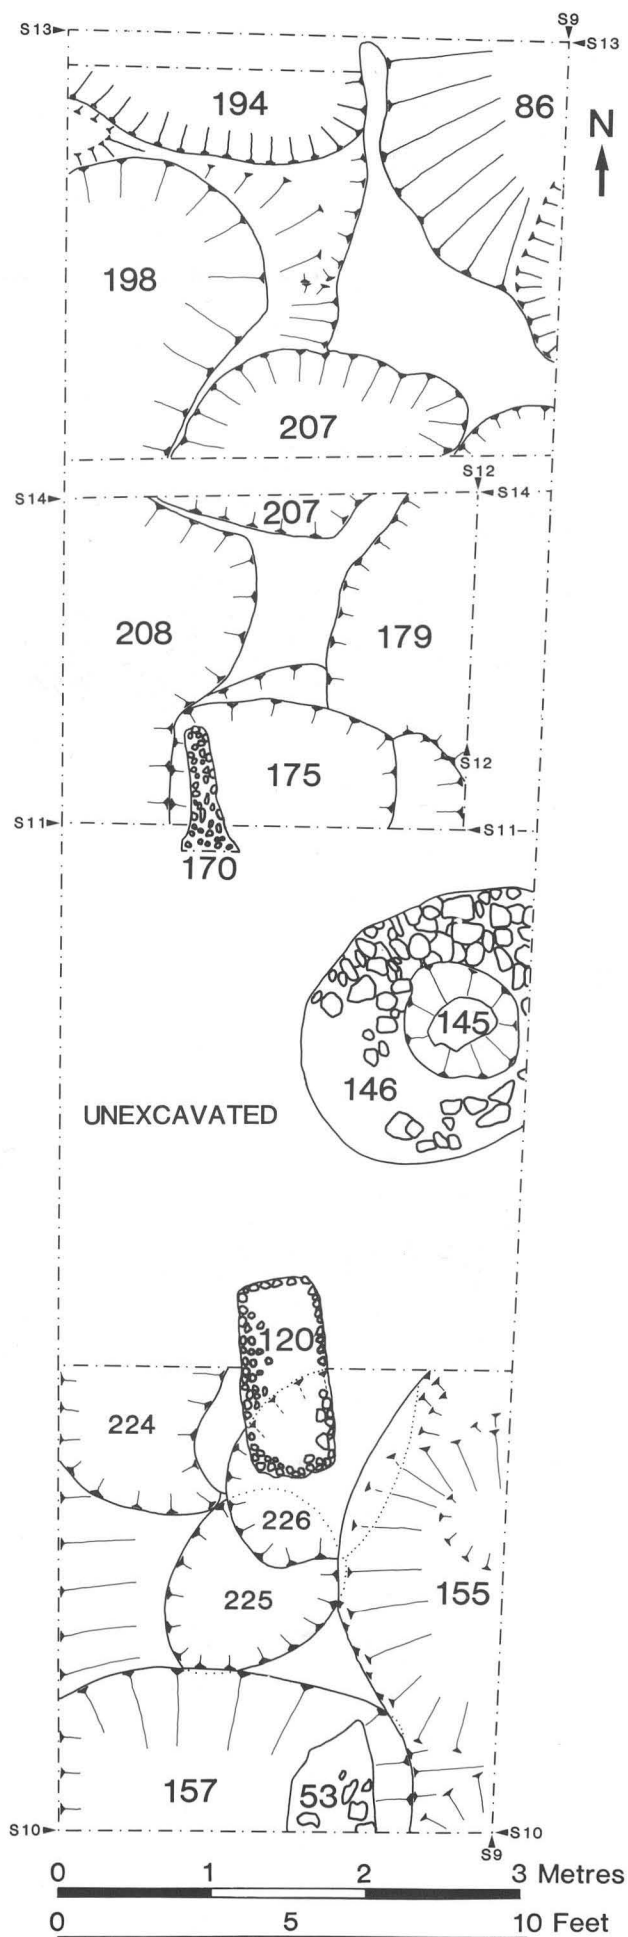 S9
S13 S13
194 86
N
198
207
S12
S14 207 S14
208 179
175 S12
S11 S11
170
145
146
UNEXCAVATED
120
224
226
225 155
157 53
S10 S10
S9
0 1 2 3 Metres
0 5 10 Feet